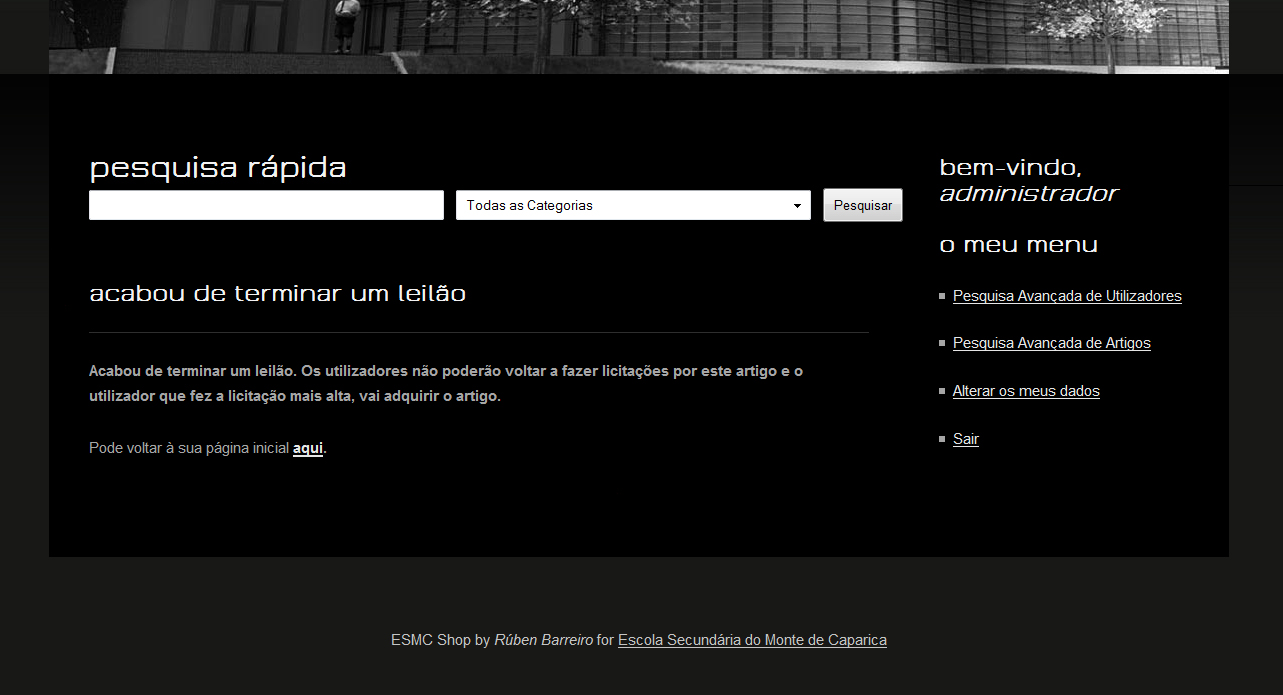 pesquisa rápida
Todas as Categorias
Pesquisar
acabou de terminar um leilão
Acabou de terminar um leilão. Os utilizadores não poderão voltar a fazer licitações por este artigo e o
utilizador que fez a licitação mais alta, vai adquirir o artigo.
Pode voltar à sua página inicial aqui.
bem-vindo,
administrador
o meu menu
Pesquisa Avançada de Utilizadores
Pesquisa Avançada de Artigos
Alterar os meus dados
Sair
ESMC Shop by Rúben Barreiro for Escola Secundária do Monte de Caparica